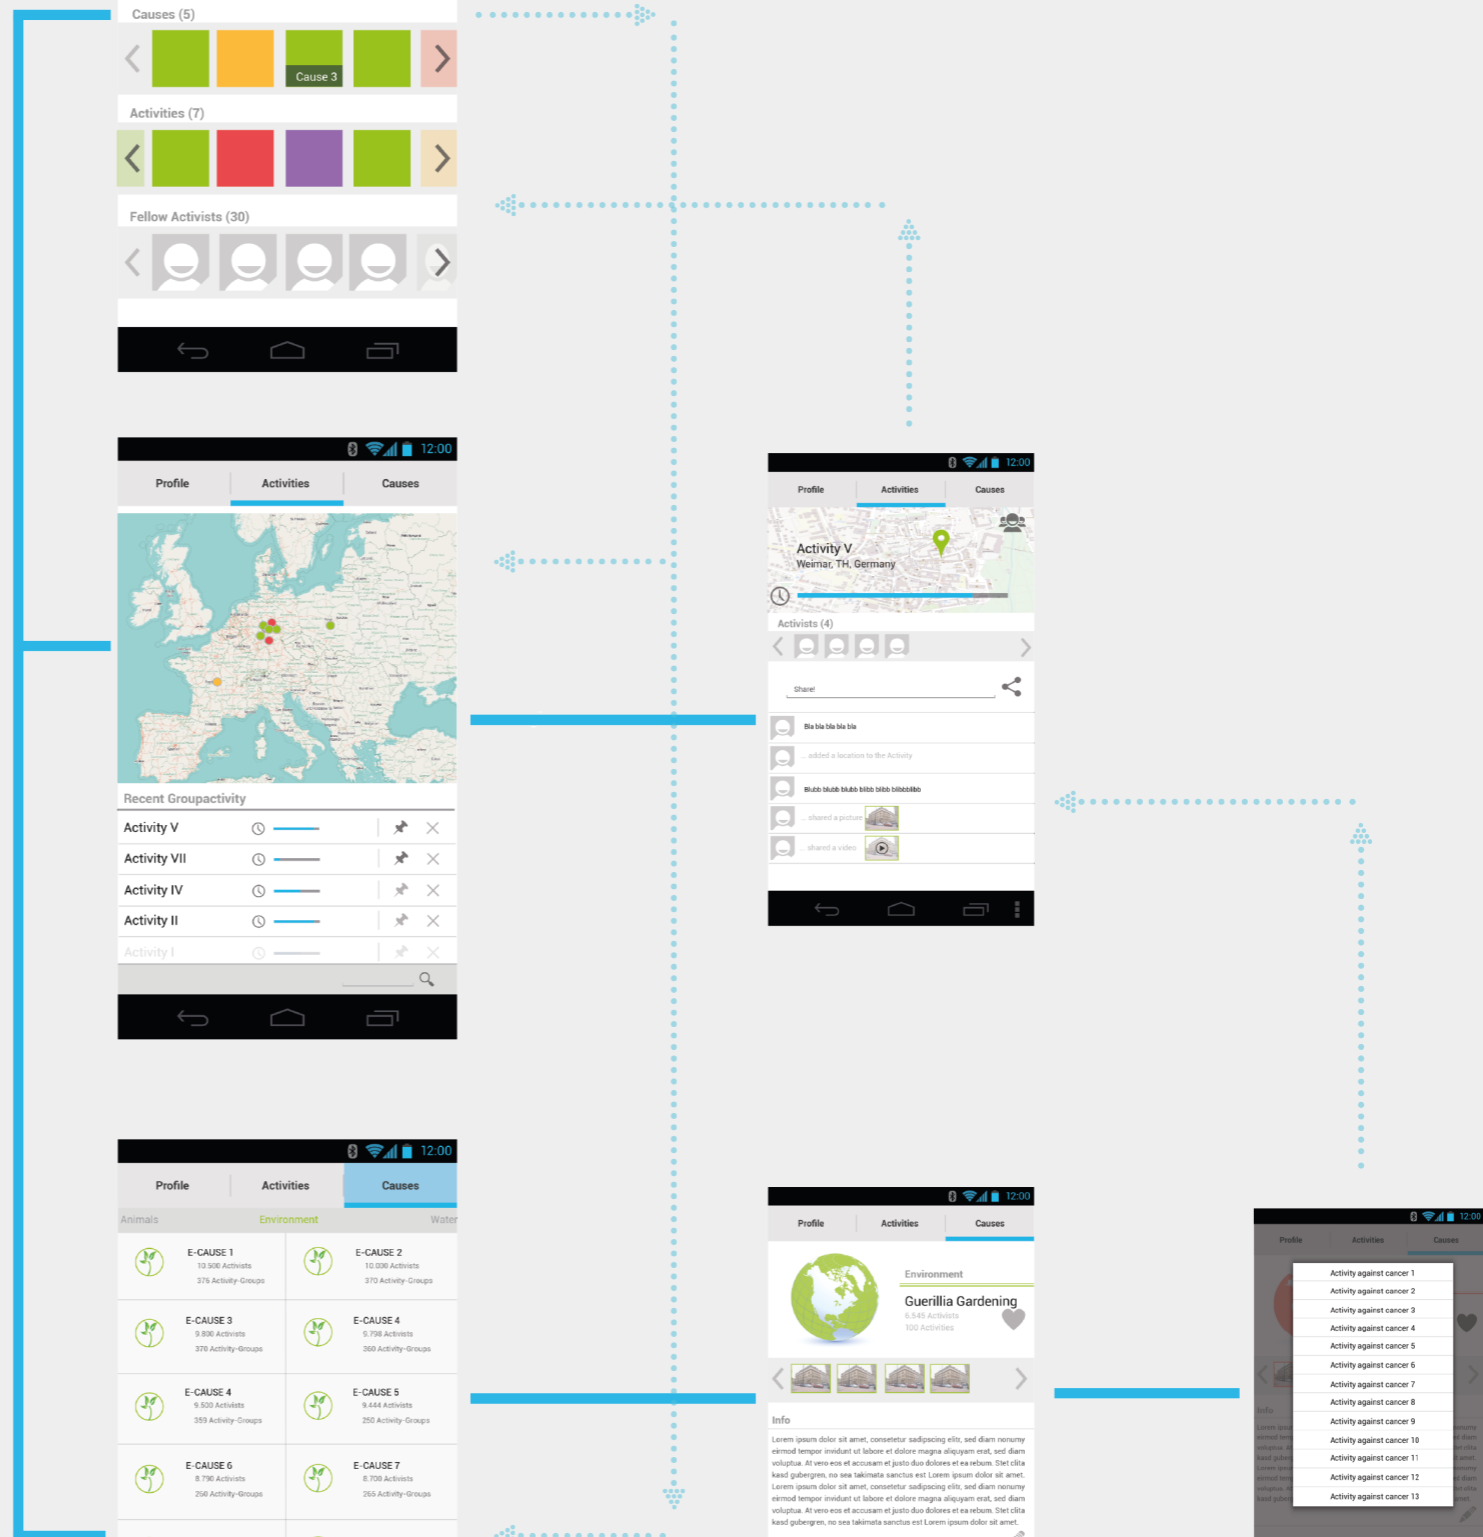 Causes (5)
Cause 3
Activities (7)
Fellow Activists (30)
12:00
Profile Activities Causes
Recent Groupactivity
Activity V
Activity VII
Activity IV
Activity II
Activity I
12:00
Profile Activities Causes
Activity V
Weimar, TH, Germany
Activists (4)
Share!
Bla bla bla bla bla
... added a location to the Activity
Blubb blubb blubb blibb blibb blibbblibb
... shared a picture
... shared a video
12:00
Profile Activities Causes
Animals Environment Water
E-CAUSE 1
10.500 Activists
376 Activity-Groups
E-CAUSE 2
10.000 Activists
370 Activity-Groups
E-CAUSE 3
9.800 Activists
370 Activity-Groups
E-CAUSE 4
9.798 Activists
360 Activity-Groups
E-CAUSE 4
9.500 Activists
359 Activity-Groups
E-CAUSE 5
9.444 Activists
250 Activity-Groups
E-CAUSE 6
8.790 Activists
250 Activity-Groups
E-CAUSE 7
8.700 Activists
265 Activity-Groups
12:00
Profile Activities Causes
Environment
Guerillia Gardening
6.545 Activists
100 Activities
Info
Lorem ipsum dolor sit amet, consetetur sadipscing elitr, sed diam nonumy
eirmod tempor invidunt ut labore et dolore magna aliquyam erat, sed diam
voluptua. At vero eos et accusam et justo duo dolores et ea rebum. Stet clita
kasd gubergren, no sea takimata sanctus est Lorem ipsum dolor sit amet.
Lorem ipsum dolor sit amet, consetetur sadipscing elitr, sed diam nonumy
eirmod tempor invidunt ut labore et dolore magna aliquyam erat, sed diam
voluptua. At vero eos et accusam et justo duo dolores et ea rebum. Stet clita
kasd gubergren, no sea takimata sanctus est Lorem ipsum dolor sit amet.
12:00
Profile Activities Causes
Activity against cancer 1
Activity against cancer 2
Activity against cancer 3
Activity against cancer 4
Activity against cancer 5
Activity against cancer 6
Activity against cancer 7
Activity against cancer 8
Activity against cancer 9
Activity against cancer 10
Activity against cancer 11
Activity against cancer 12
Activity against cancer 13
Info